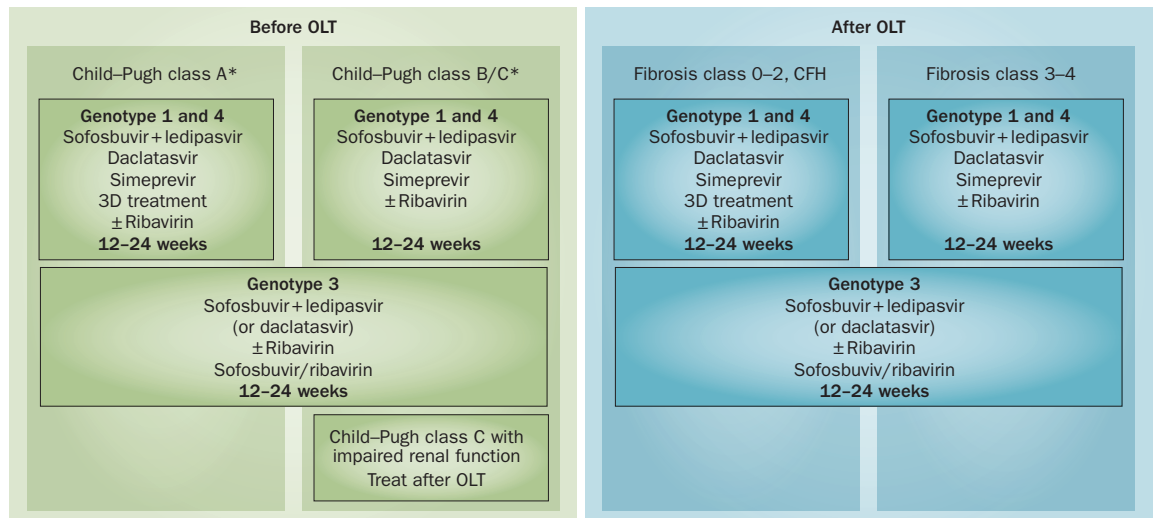 Before OLT
Child–Pugh class A*
Genotype 1 and 4
Sofosbuvir+ledipasvir
Daclatasvir
Simeprevir
3D treatment
±Ribavirin
12–24 weeks
Child–Pugh class B/C*
Genotype 1 and 4
Sofosbuvir+ledipasvir
Daclatasvir
Simeprevir
±Ribavirin
12–24 weeks
Genotype 3
Sofosbuvir+ledipasvir
(or daclatasvir)
±Ribavirin
Sofosbuvir/ribavirin
12–24 weeks
Child–Pugh class C with
impaired renal function
Treat after OLT
After OLT
Fibrosis class 0–2, CFH
Genotype 1 and 4
Sofosbuvir+ledipasvir
Daclatasvir
Simeprevir
3D treatment
±Ribavirin
12–24 weeks
Fibrosis class 3–4
Genotype 1 and 4
Sofosbuvir+ledipasvir
Daclatasvir
Simeprevir
±Ribavirin
12–24 weeks
Genotype 3
Sofosbuvir+ledipasvir
(or daclatasvir)
±Ribavirin
Sofosbuviv/ribavirin
12–24 weeks